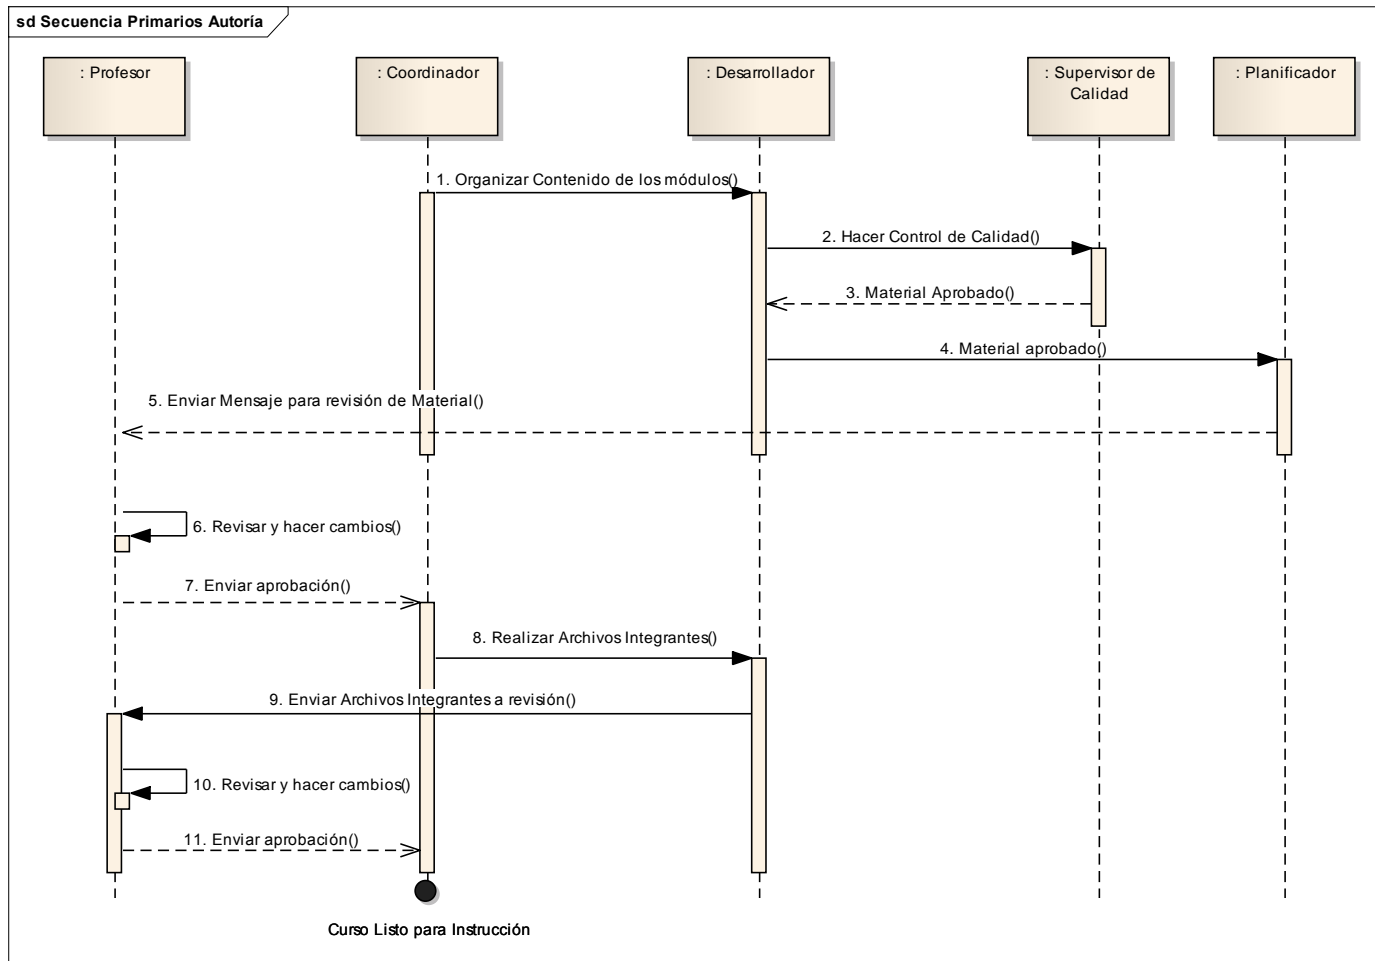 sd Secuencia Primarios Autoría
: Profesor
: Coordinador
: Desarrollador
: Supervisor de
Calidad
: Planificador
1. Organizar Contenido de los módulos()
2. Hacer Control de Calidad()
3. Material Aprobado()
4. Material aprobado()
5. Enviar Mensaje para revisión de Material()
6. Revisar y hacer cambios()
7. Enviar aprobación()
8. Realizar Archivos Integrantes()
9. Enviar Archivos Integrantes a revisión()
10. Revisar y hacer cambios()
11. Enviar aprobación()
Curso Listo para Instrucción